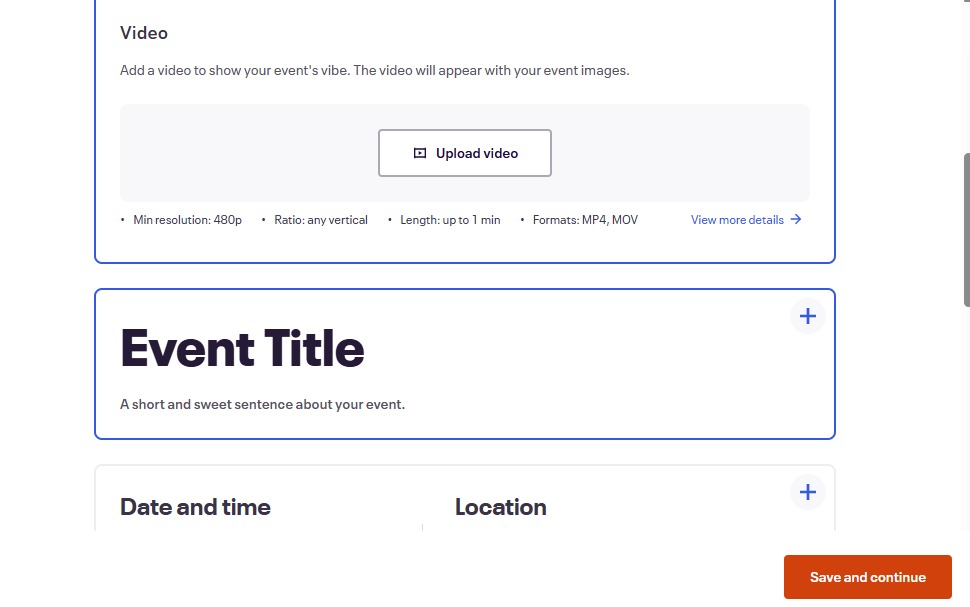 Video
Add a video to show your event's vibe. The video will appear with your event images.
Upload video
• Min resolution: 480p • Ratio: any vertical • Length: up to 1 min • Formats: MP4, MOV View more details →
Event Title
A short and sweet sentence about your event.
Date and time Location
Save and continue